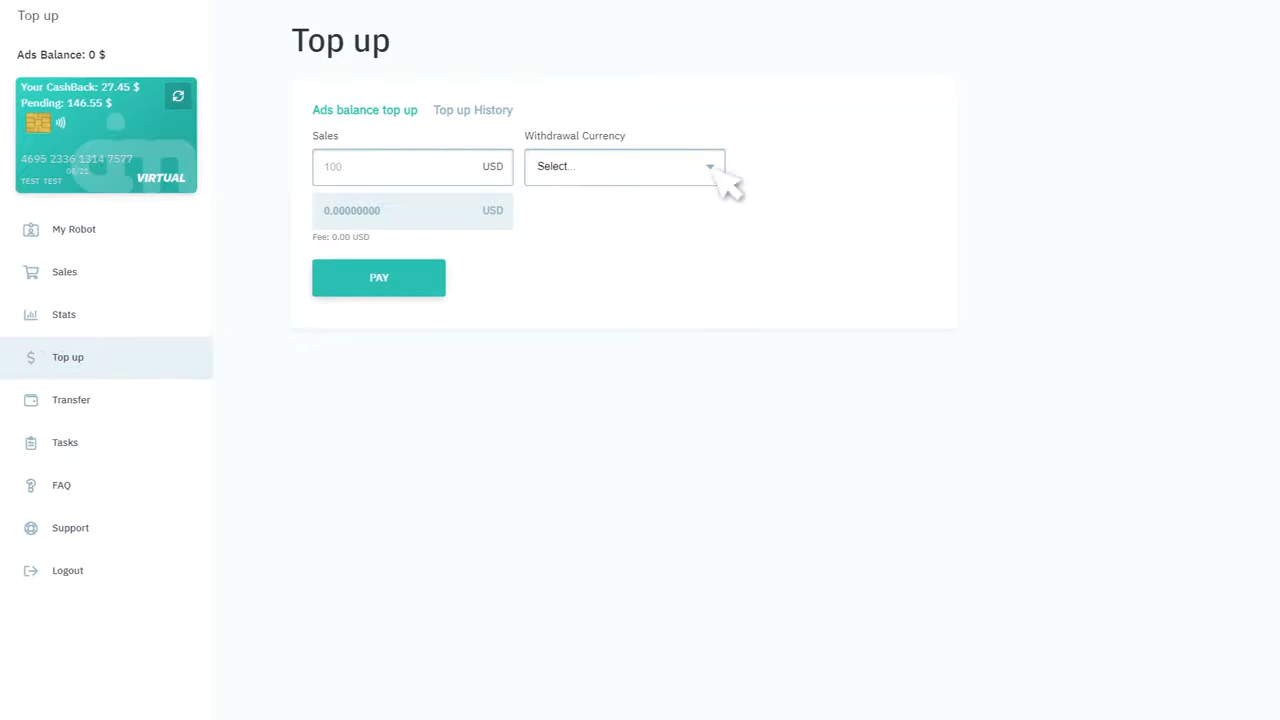 Top up
Ads Balance: 0 $
Your CashBack: 27.45 $
Pending: 146.55 $
4695 2336 1314 7577
08/21
TEST TEST
VIRTUAL
My Robot
Sales
Stats
Top up
Transfer
Tasks
FAQ
Support
Logout
Top up
Ads balance top up Top up History
Sales Withdrawal Currency
100 USD Select...
0.00000000 USD
Fee: 0.00 USD
PAY